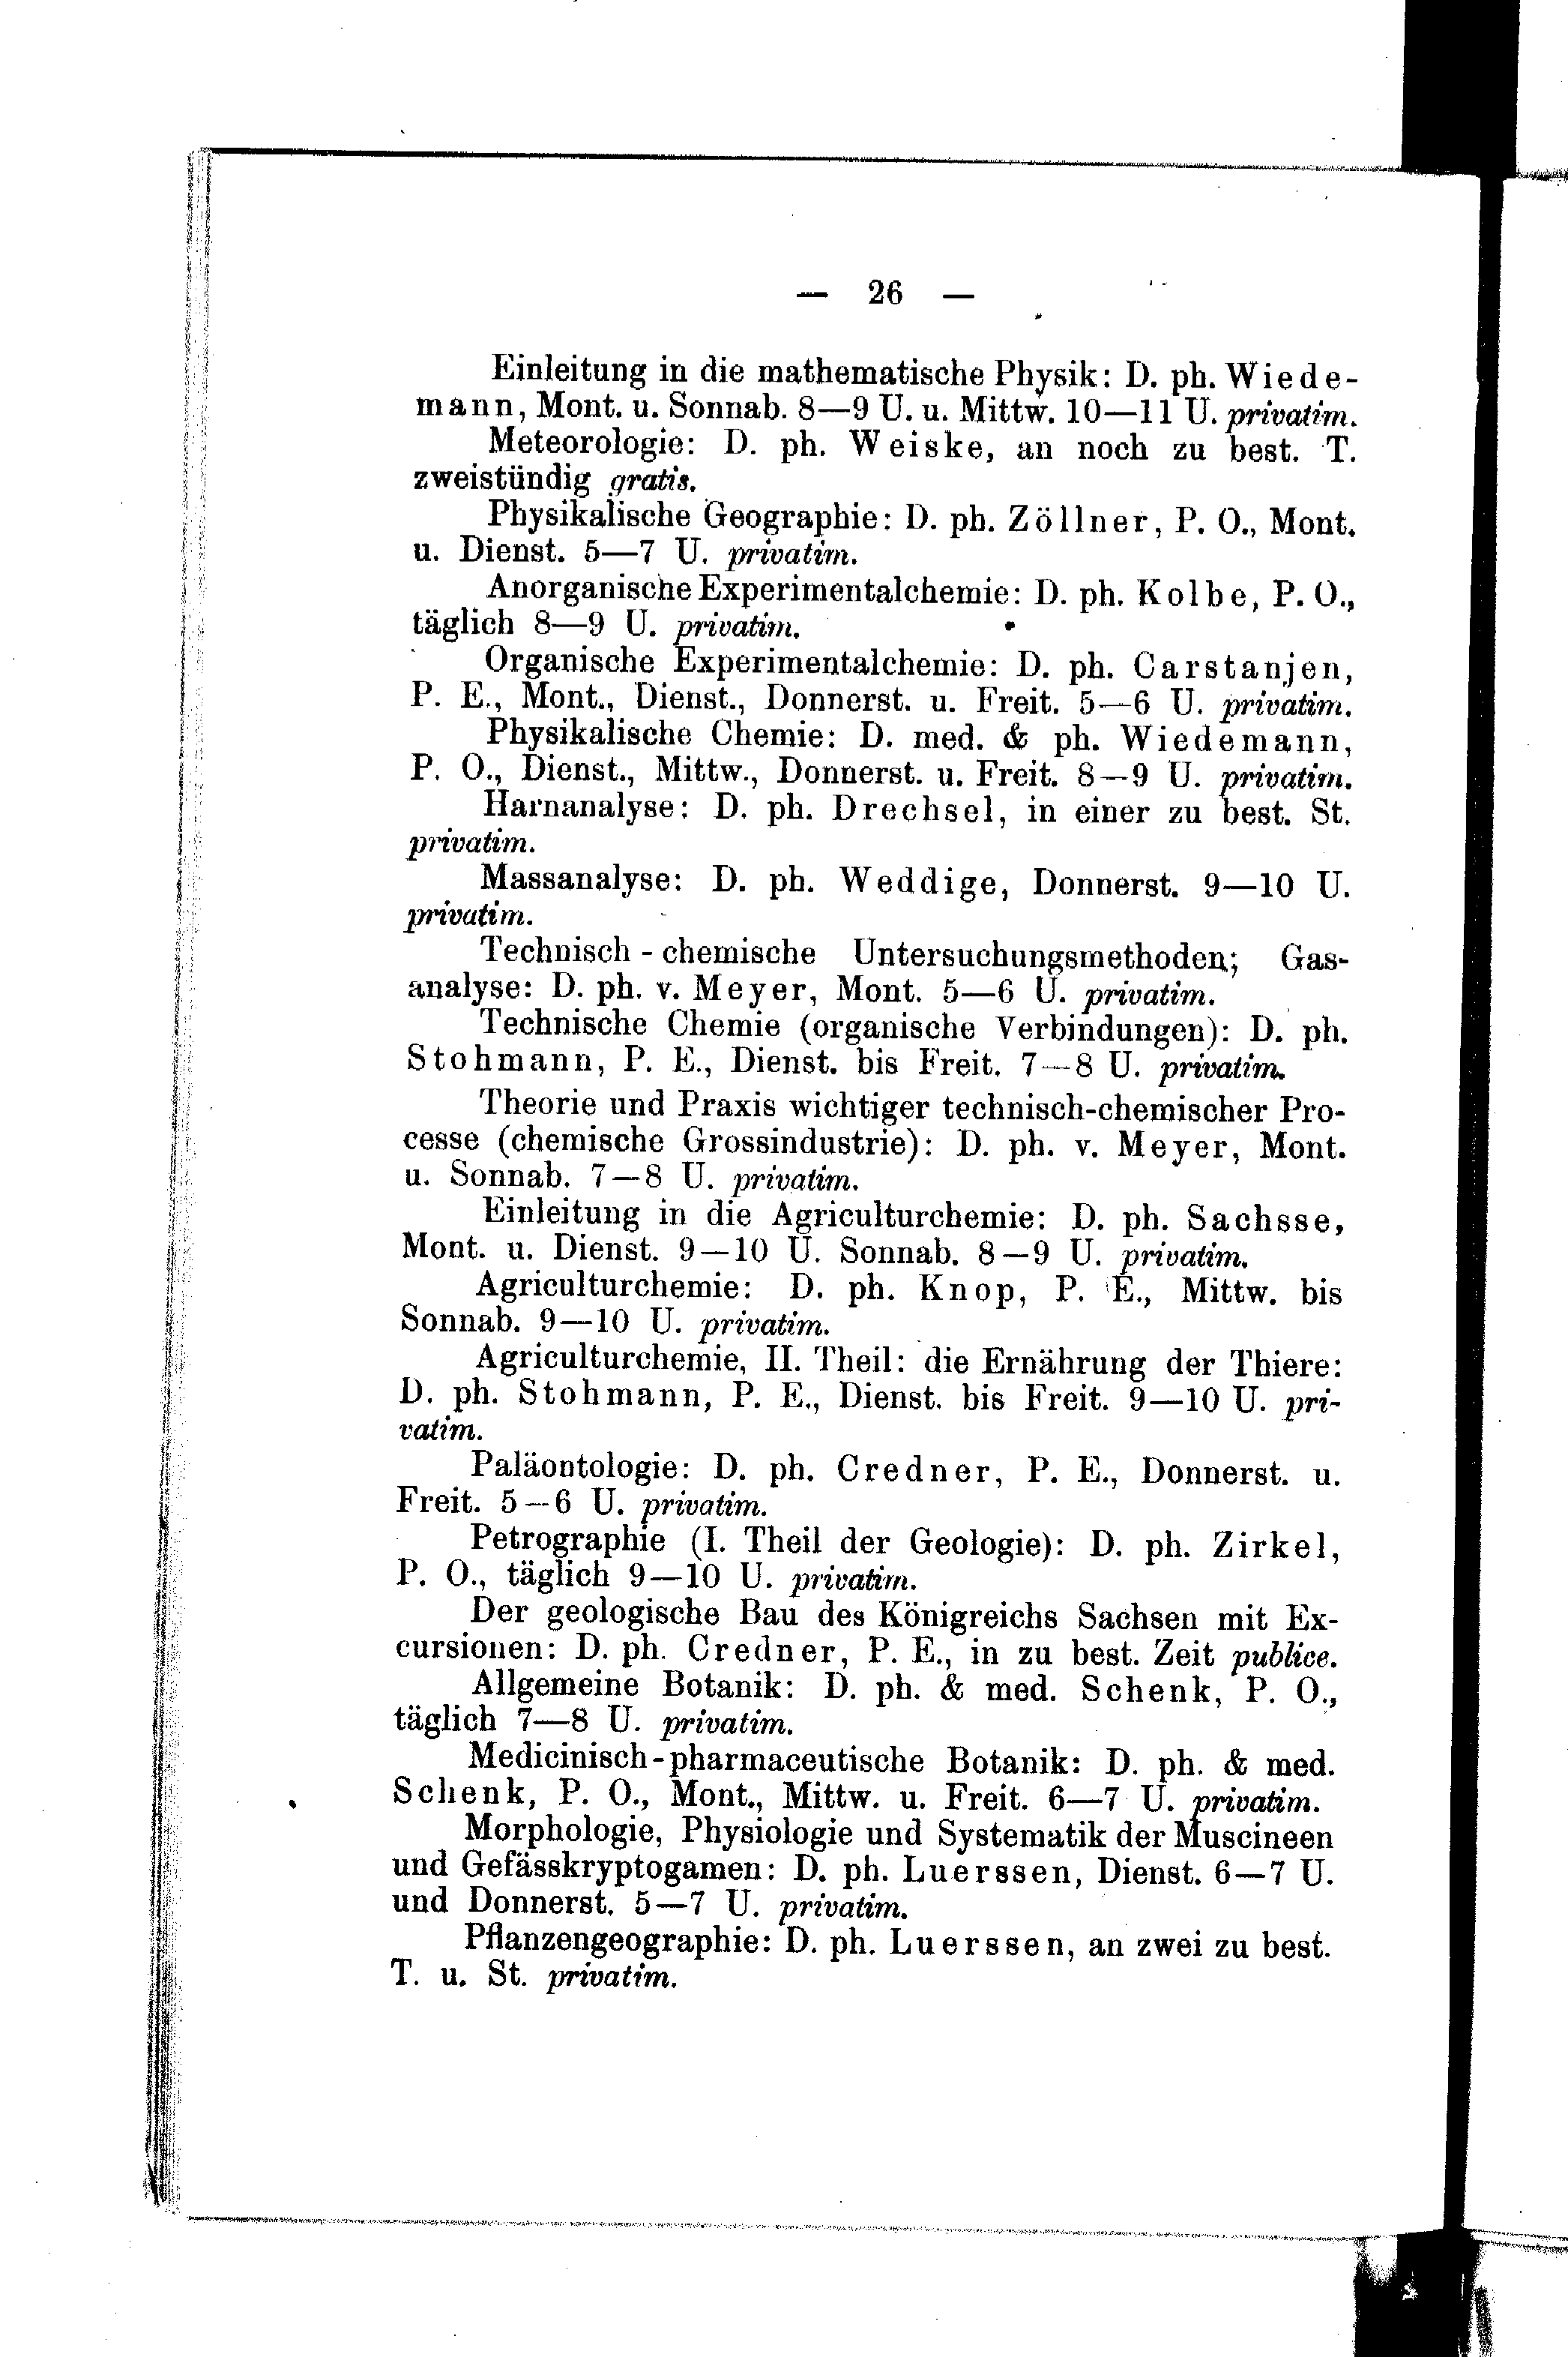 — 26 —
Einleitung in die mathematische Physik: D. ph. Wiede-
mann, Mont. u. Sonnab. 8—9 U. u. Mittw. 10—11 U. privatim.
Meteorologie: D. ph. Weiske, an noch zu best. T.
zweistündig gratis.
Physikalische Geographie: D. ph. Zöllner, P. O., Mont.
u. Dienst. 5—7 U. privatim.
Anorganische Experimentalchemie: D. ph. Kolbe, P. O.,
täglich 8—9 U. privatim.
Organische Experimentalchemie: D. ph. Carstanjen,
P. E., Mont., Dienst., Donnerst. u. Freit. 5—6 U. privatim.
Physikalische Chemie: D. med. & ph. Wiedemann,
P. O., Dienst., Mittw., Donnerst. u. Freit. 8—9 U. privatim.
Harnanalyse: D. ph. Drechsel, in einer zu best. St.
privatim.
Massanalyse: D. ph. Weddige, Donnerst. 9—10 U.
privatim.
Technisch-chemische Untersuchungsmethoden; Gas-
analyse: D. ph. v. Meyer, Mont. 5—6 U. privatim.
Technische Chemie (organische Verbindungen): D. ph.
Stohmann, P. E., Dienst. bis Freit. 7—8 U. privatim.
Theorie und Praxis wichtiger technisch-chemischer Pro-
cesse (chemische Grossindustrie): D. ph. v. Meyer, Mont.
u. Sonnab. 7—8 U. privatim.
Einleitung in die Agriculturchemie: D. ph. Sachsse,
Mont. u. Dienst. 9—10 U. Sonnab. 8—9 U. privatim.
Agriculturchemie: D. ph. Knop, P. E., Mittw. bis
Sonnab. 9—10 U. privatim.
Agriculturchemie, II. Theil: die Ernährung der Thiere:
D. ph. Stohmann, P. E., Dienst. bis Freit. 9—10 U. pri-
vatim.
Paläontologie: D. ph. Credner, P. E., Donnerst. u.
Freit. 5—6 U. privatim.
Petrographie (I. Theil der Geologie): D. ph. Zirkel,
P. O., täglich 9—10 U. privatim.
Der geologische Bau des Königreichs Sachsen mit Ex-
cursionen: D. ph. Credner, P. E., in zu best. Zeit publice.
Allgemeine Botanik: D. ph. & med. Schenk, P. O.,
täglich 7—8 U. privatim.
Medicinisch-pharmaceutische Botanik: D. ph. & med.
Schenk, P. O., Mont., Mittw. u. Freit. 6—7 U. privatim.
Morphologie, Physiologie und Systematik der Muscineen
und Gefässkryptogamen: D. ph. Luerssen, Dienst. 6—7 U.
und Donnerst. 5—7 U. privatim.
Pflanzengeographie: D. ph. Luerssen, an zwei zu best.
T. u. St. privatim.